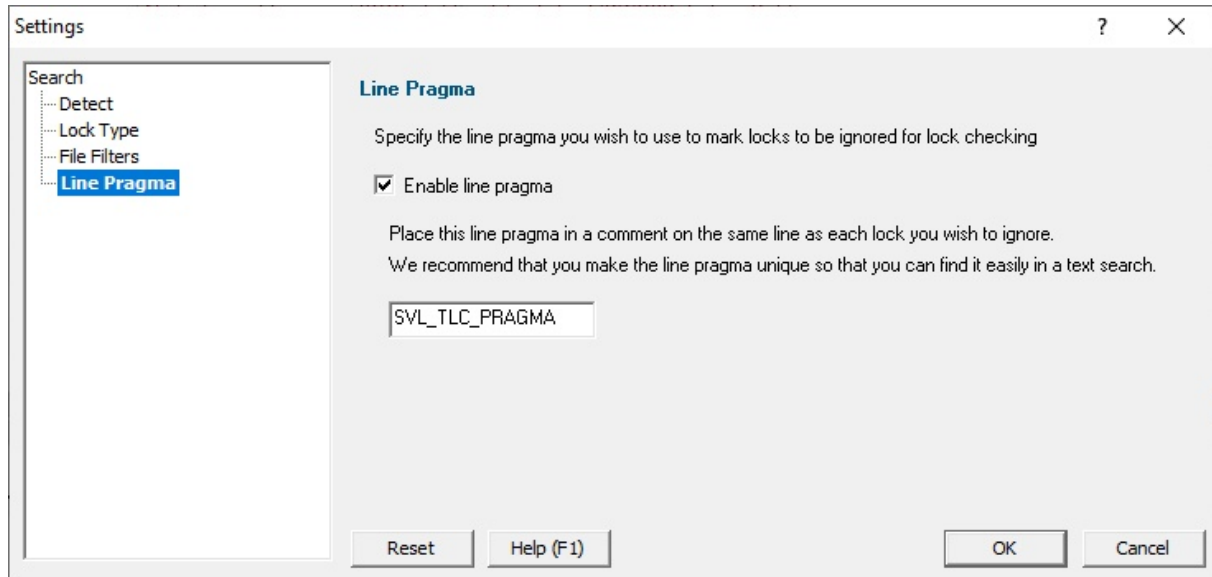 Settings
?
Search
Detect
Lock Type
File Filters
Line Pragma
Line Pragma
Specify the line pragma you wish to use to mark locks to be ignored for lock checking
Enable line pragma
Place this line pragma in a comment on the same line as each lock you wish to ignore.
We recommend that you make the line pragma unique so that you can find it easily in a text search.
SVL_TLC_PRAGMA
Reset
Help (F1)
OK
Cancel